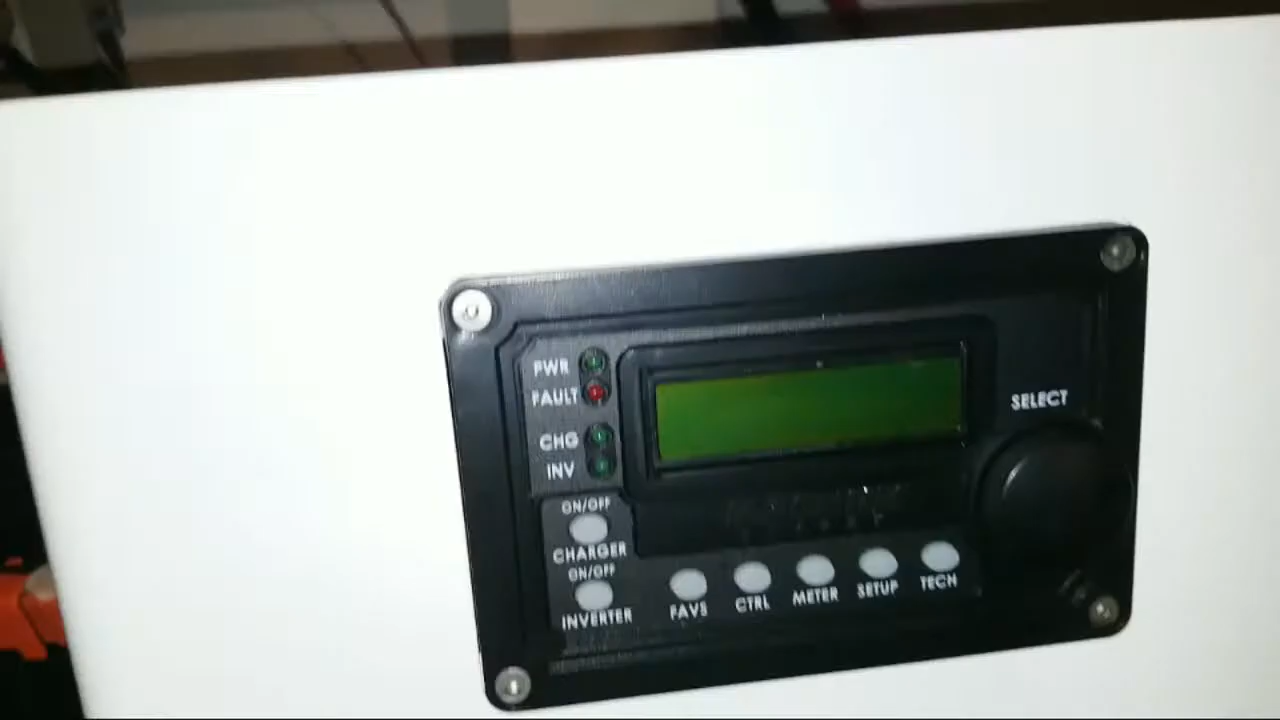 PWR
FAULT
CHG
INV
SELECT
ON/OFF
CHARGER
ON/OFF
INVERTER
FAVS
CTRL
METER
SETUP
TECH